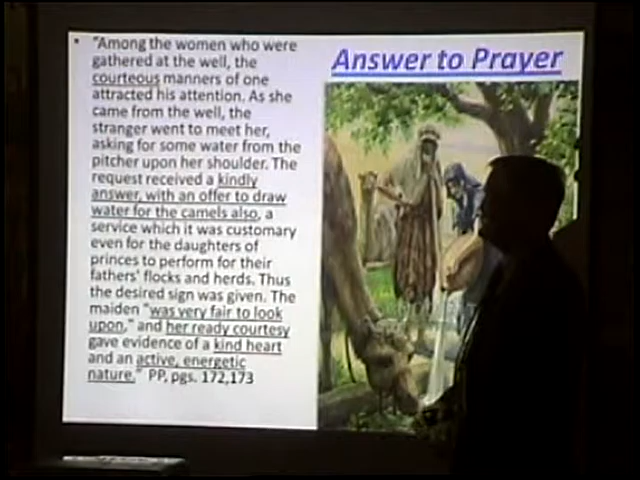 Answer to Prayer
• "Among the women who were
gathered at the well, the
courteous manners of one
attracted his attention. As she
came from the well, the
stranger went to meet her,
asking for some water from the
pitcher upon her shoulder. The
request received a kindly
answer, with an offer to draw
water for the camels also, a
service which it was customary
even for the daughters of
princes to perform for their
fathers' flocks and herds. Thus
the desired sign was given. The
maiden "was very fair to look
upon," and her ready courtesy
gave evidence of a kind heart
and an active, energetic
nature." PP, pgs. 172,173